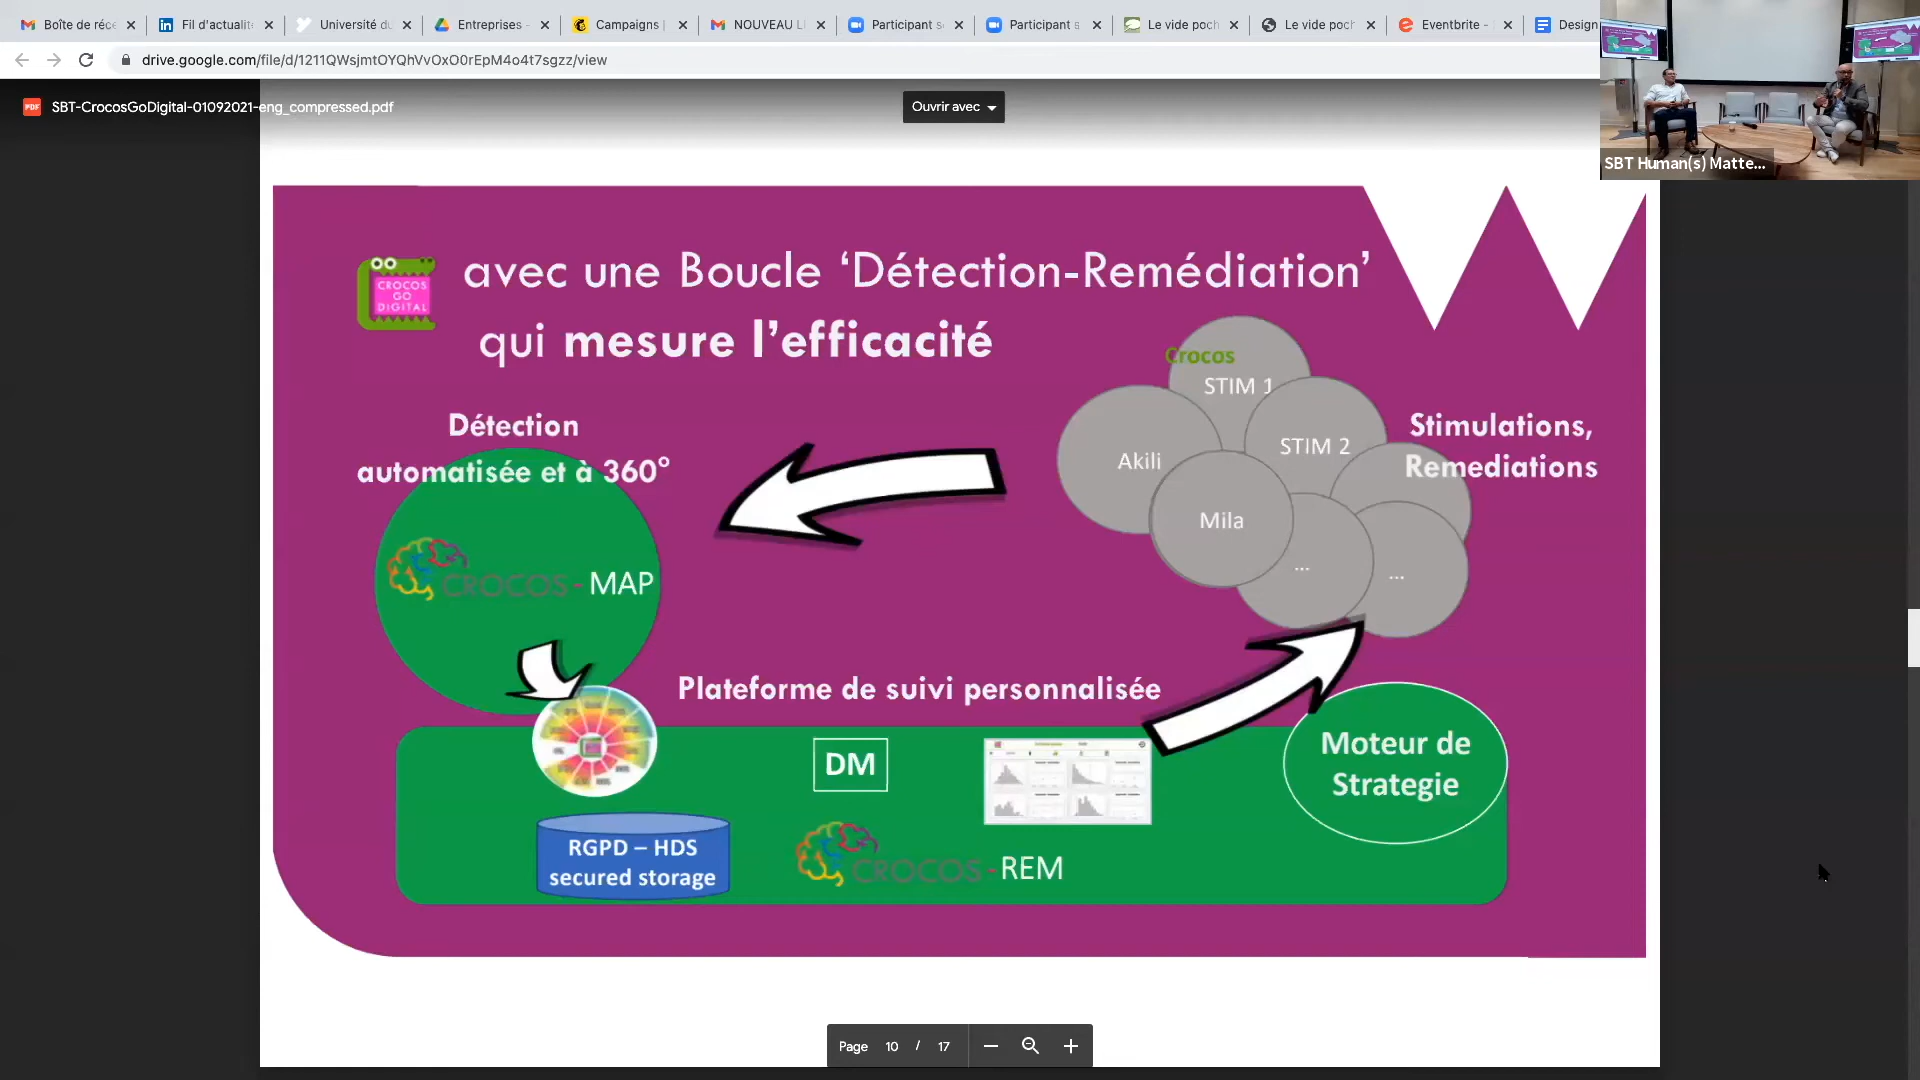 Boîte de réce
Fil d'actualité
Université du
Entreprises -
Campaigns |
NOUVEAU LI
Participant s
Participant s
Le vide poch
Le vide poch
Eventbrite -
Design
drive.google.com/file/d/1211QWsjmtOYQhVvOxO0rEpM4o4t7sgzz/view
PDF
SBT-CrocosGoDigital-01092021-eng_compressed.pdf
Ouvrir avec
SBT Human(s) Matte...
CROCOS
GO
DIGITAL
avec une Boucle ‘Détection-Remédiation’
qui mesure l’efficacité
Détection
automatisée et à 360°
CROCOS - MAP
Crocos
STIM 1
Akili
STIM 2
Mila
...
...
Stimulations,
Remediations
Plateforme de suivi personnalisée
DM
Moteur de
Strategie
RGPD – HDS
secured storage
CROCOS - REM
Page 10 / 17